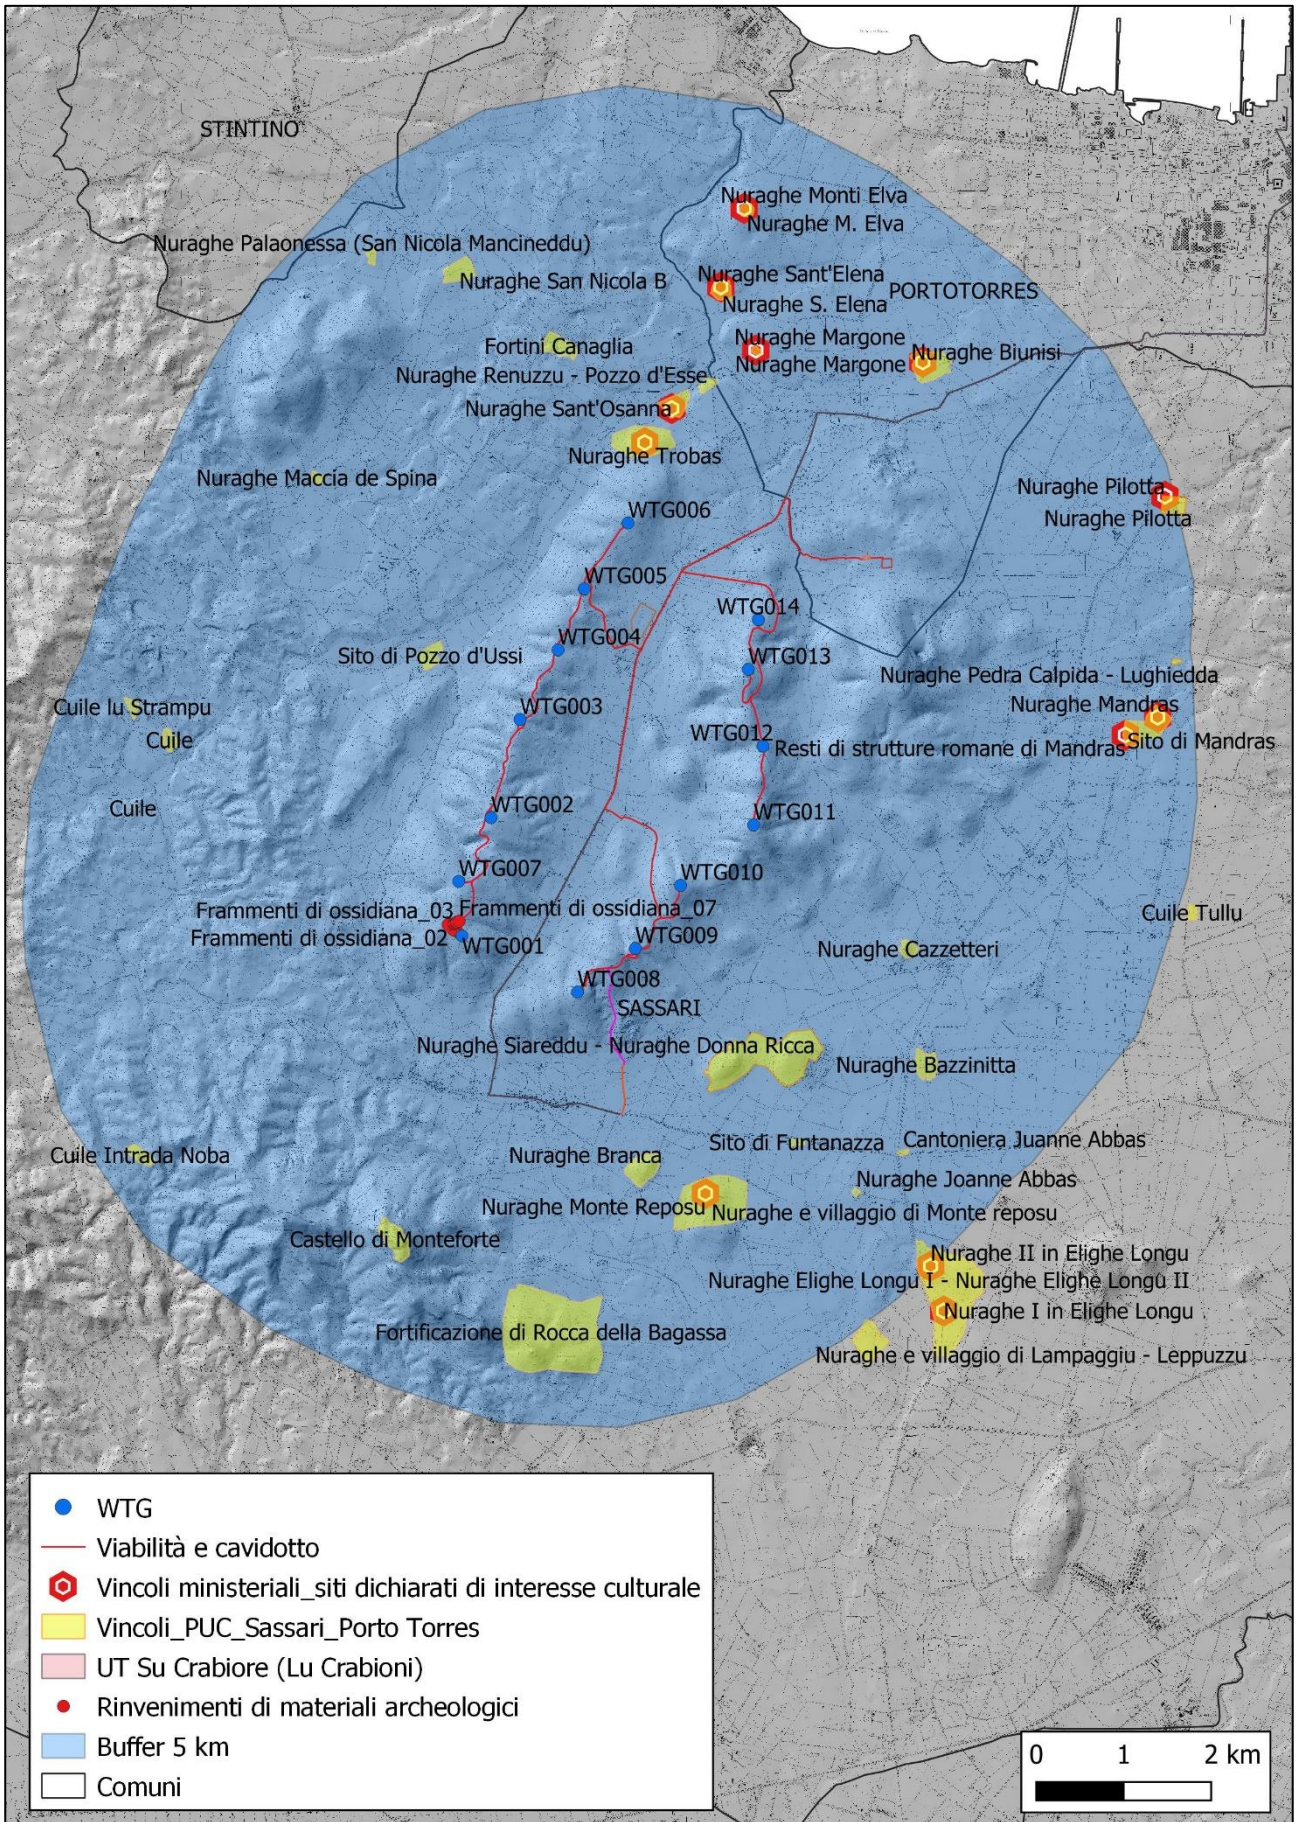 STINTINO
Nuraghe Monti Elva
Nuraghe M. Elva
Nuraghe Palaonessa (San Nicola Mancineddu)
Nuraghe San Nicola B
Nuraghe Sant'Elena
PORTOTORRES
Nuraghe S. Elena
Fortini Canaglia
Nuraghe Margone
Nuraghe Margone
Nuraghe Biunisi
Nuraghe Renuzzu - Pozzo d'Esse
Nuraghe Sant'Osanna
Nuraghe Trobas
Nuraghe Maccia de Spina
Nuraghe Pilotta
Nuraghe Pilotta
WTG006
WTG005
WTG014
WTG004
WTG013
Sito di Pozzo d'Ussi
Nuraghe Pedra Calpida - Lughiedda
Nuraghe Mandras
Cuile lu Strampu
WTG003
Cuile
WTG012
Resti di strutture romane di Mandras
Sito di Mandras
Cuile
WTG002
WTG011
WTG007
WTG010
Frammenti di ossidiana_03
Frammenti di ossidiana_07
Cuile Tullu
Frammenti di ossidiana_02
WTG001
WTG009
Nuraghe Cazzetteri
WTG008
SASSARI
Nuraghe Siareddu - Nuraghe Donna Ricca
Nuraghe Bazzinitta
Sito di Funtanazza
Cantoniera Juanne Abbas
Cuile Intrada Noba
Nuraghe Branca
Nuraghe Joanne Abbas
Nuraghe Monte Reposu
Nuraghe e villaggio di Monte reposu
Castello di Monteforte
Nuraghe II in Elighe Longu
Nuraghe Elighe Longu I - Nuraghe Elighe Longu II
Nuraghe I in Elighe Longu
Fortificazione di Rocca della Bagassa
Nuraghe e villaggio di Lampaggiu - Leppuzzu
WTG
Viabilità e cavidotto
Vincoli ministeriali_siti dichiarati di interesse culturale
Vincoli_PUC_Sassari_Porto Torres
UT Su Crabiore (Lu Crabioni)
Rinvenimenti di materiali archeologici
Buffer 5 km
Comuni
0 1 2 km